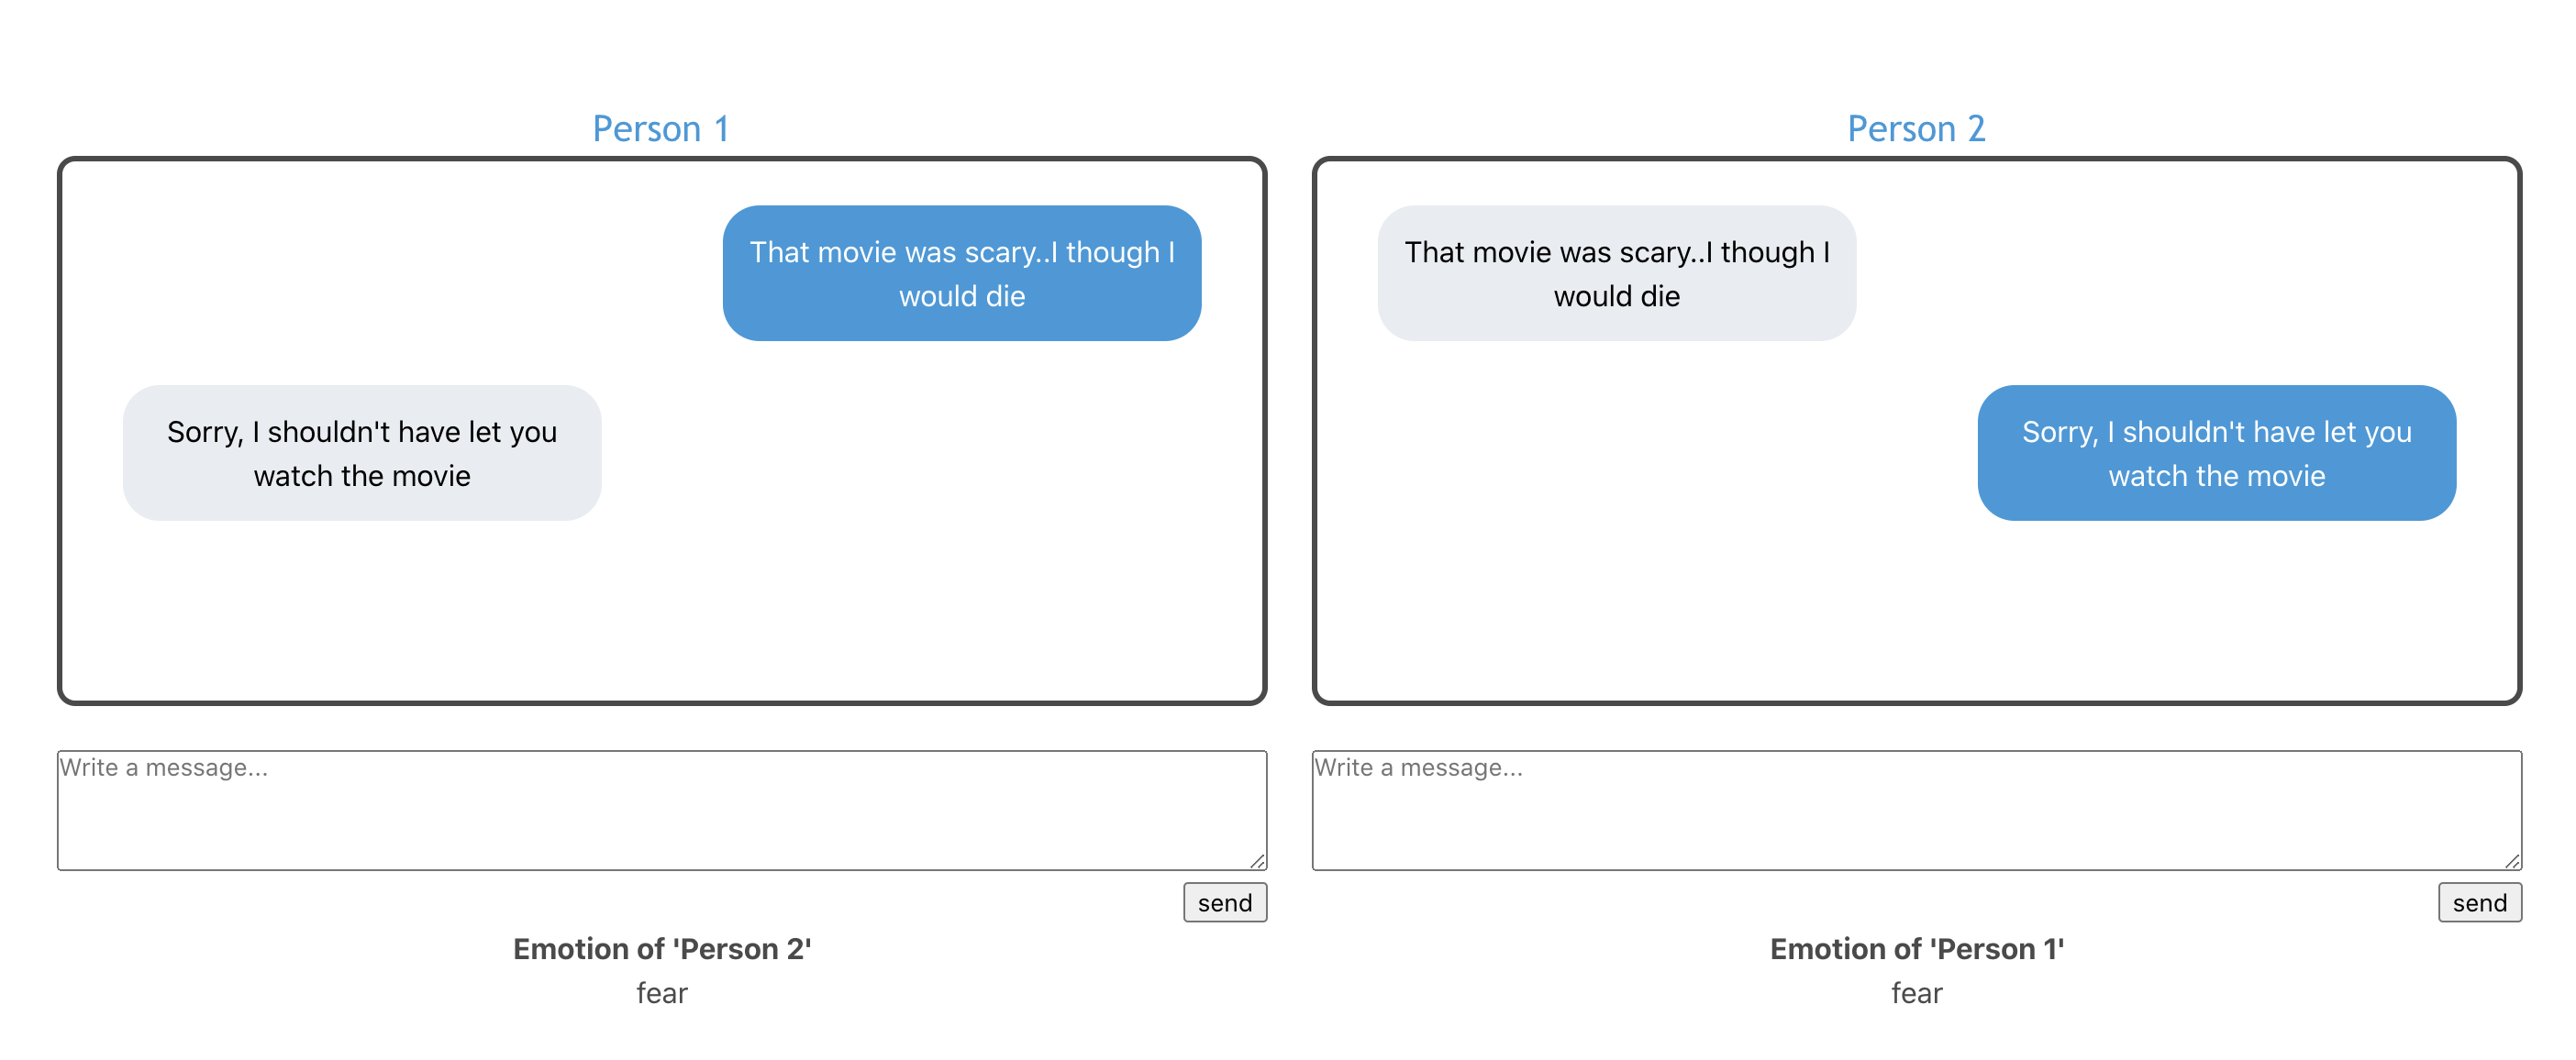 Person 1
That movie was scary..I though I
would die
Sorry, I shouldn't have let you
watch the movie
Write a message...
send
Emotion of 'Person 2'
fear
Person 2
That movie was scary..I though I
would die
Sorry, I shouldn't have let you
watch the movie
Write a message...
send
Emotion of 'Person 1'
fear